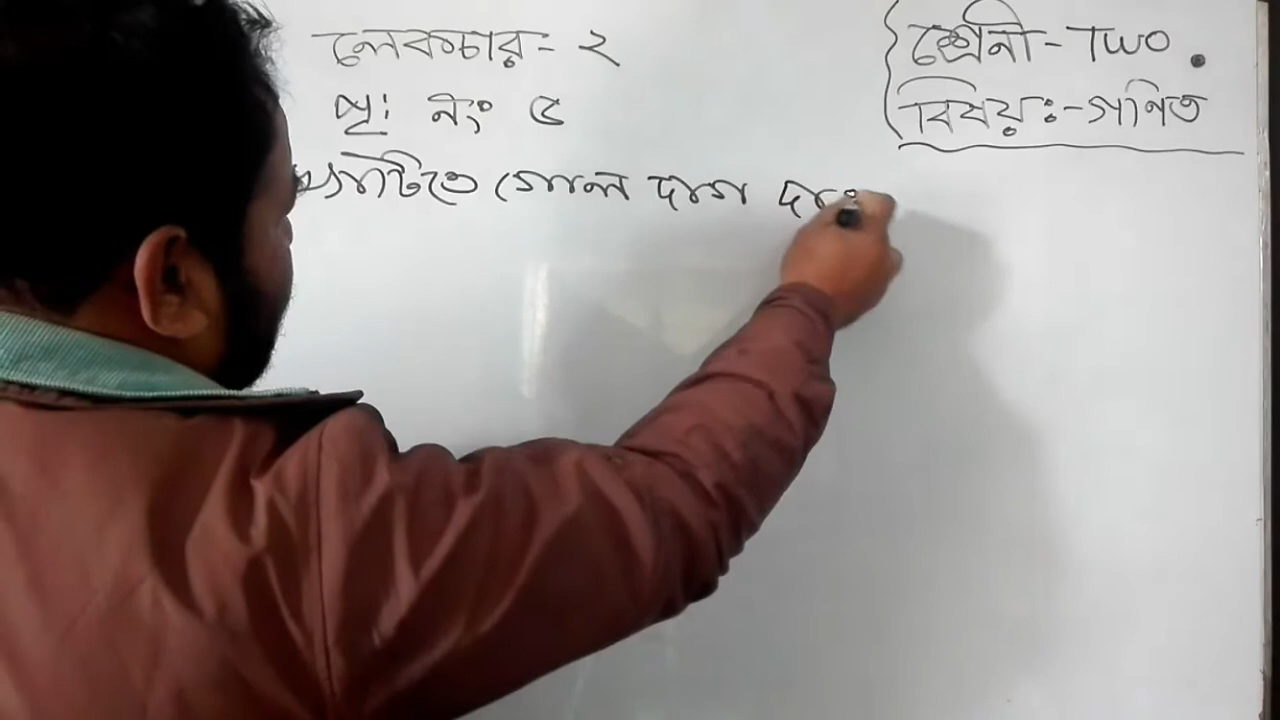 লেকচার - ২
পৃ: নং ৫
গোল দাগ
শ্রেনী - Two.
বিষয়ঃ - গণিত